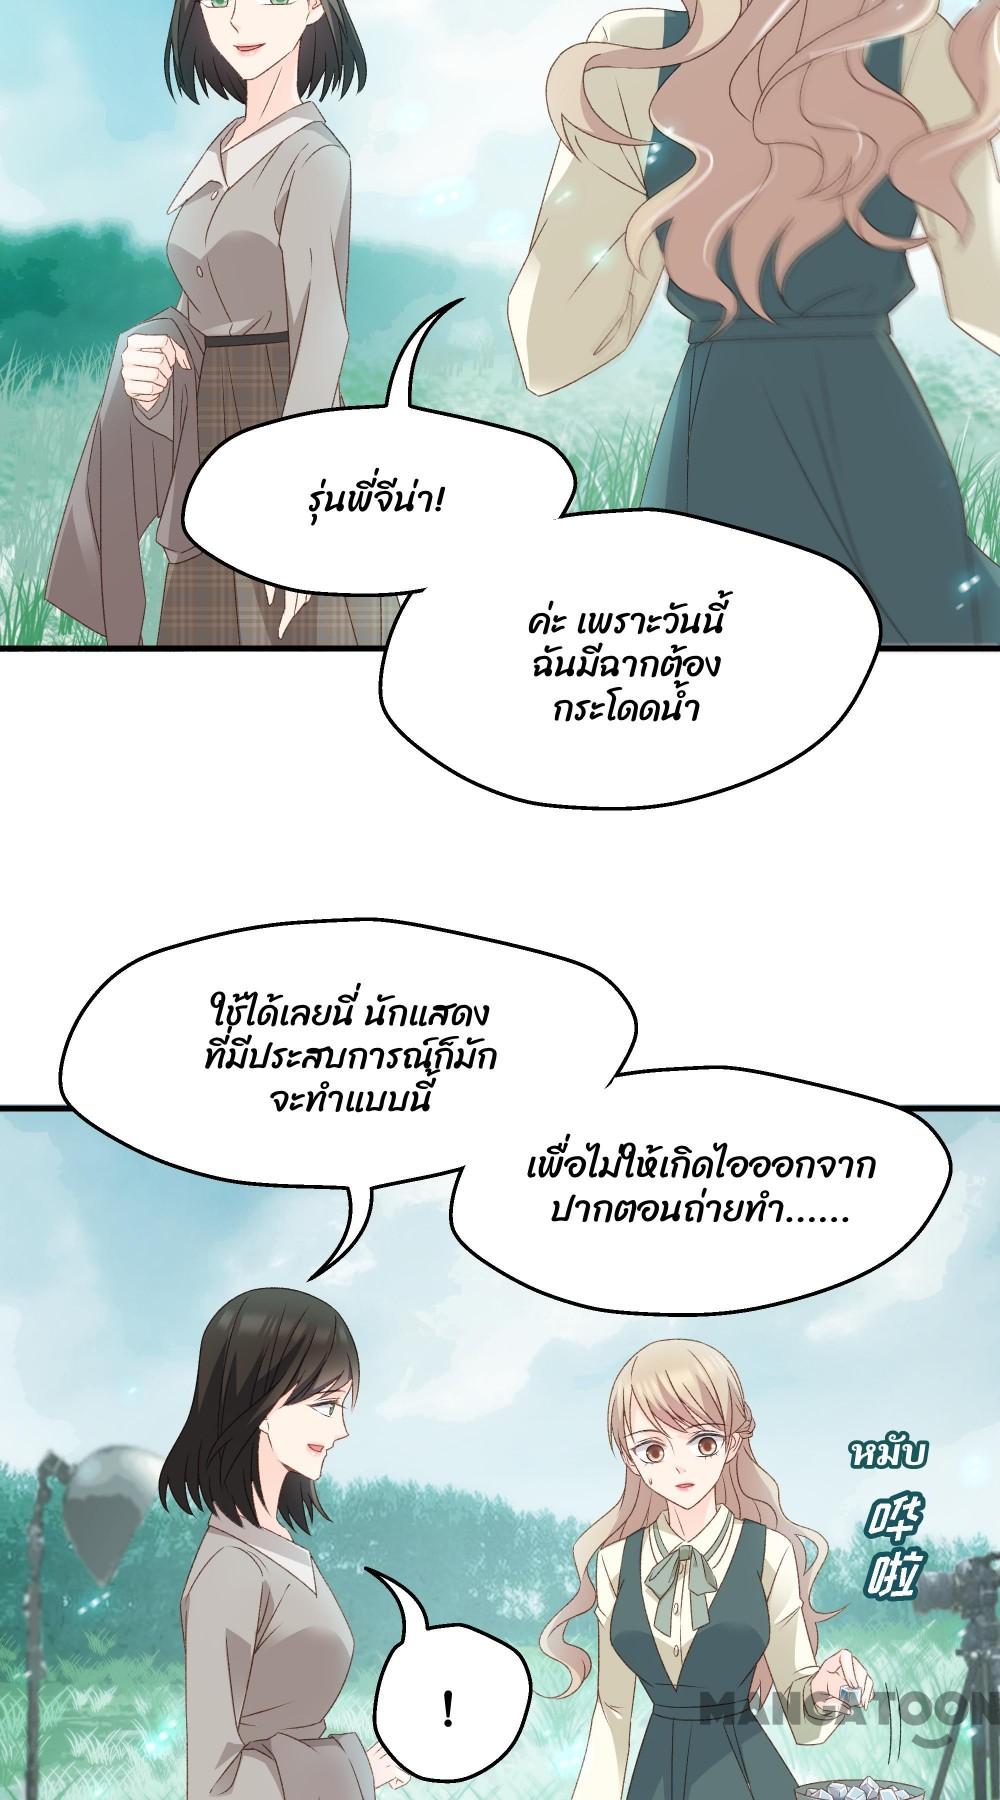 รุ่นพี่จีน่า!
ค่ะ เพราะวันนี้
ฉันมีฉากต้อง
กระโดดน้ำ
ใช้ได้เลยนี่ นักแสดง
ที่มีประสบการณ์ก็มัก
จะทำแบบนี้
เพื่อไม่ให้เกิดไอออกจาก
ปากตอนถ่ายทำ......
หมับ
哗
啦
!
MANGATOON